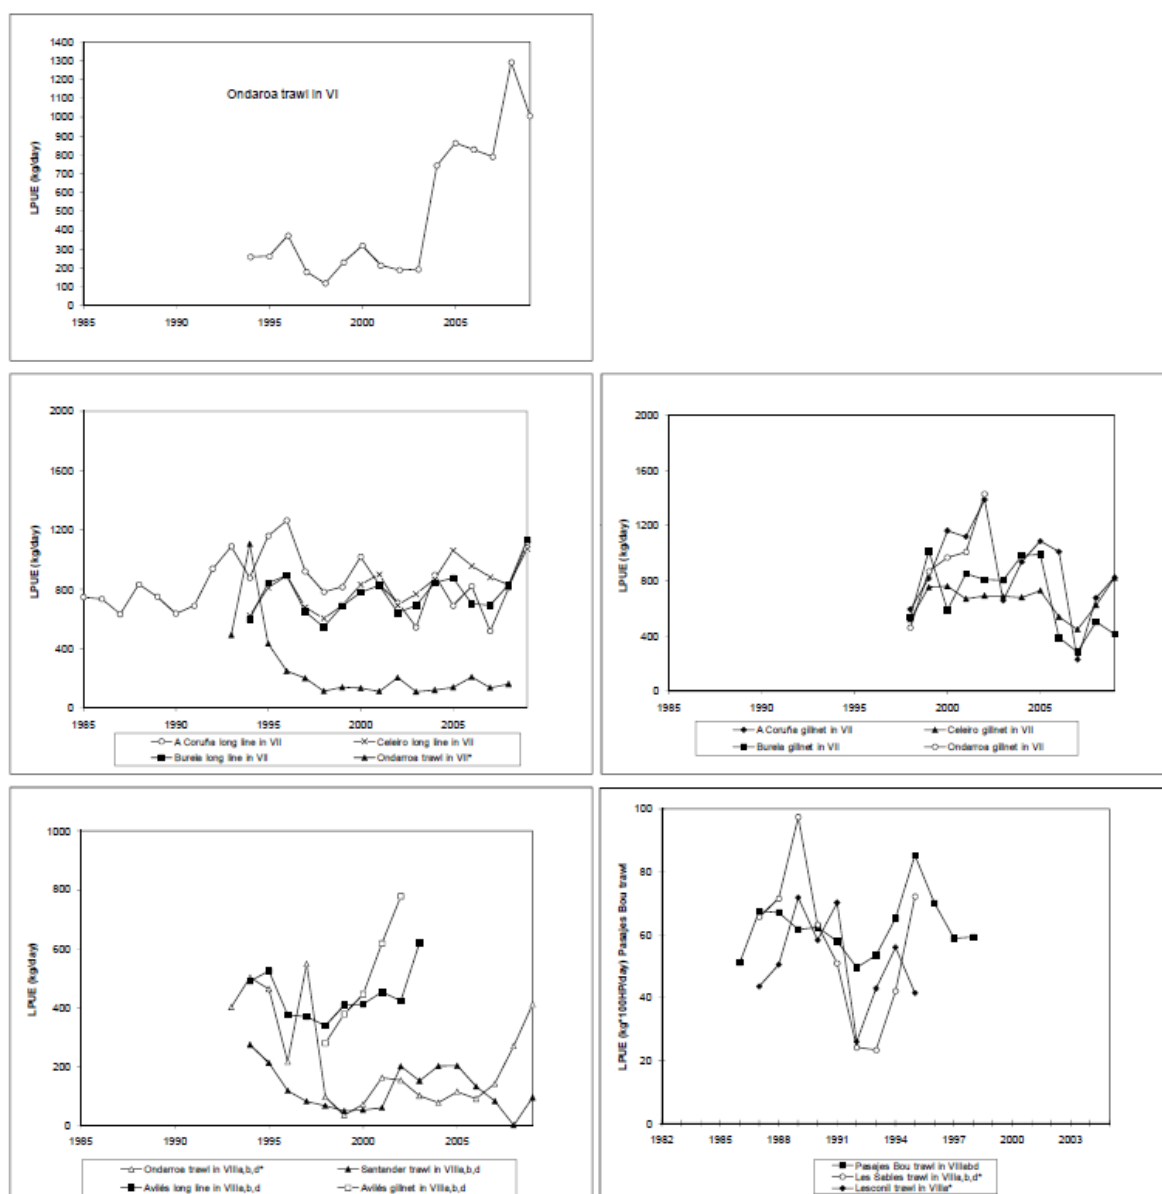 1400
1300
1200
1100
1000
900
800
700
600
500
400
300
200
100
0
LPUE (kg/day)
Ondaroa trawl in VI
1985 1990 1995 2000 2005
2000
1600
1200
800
400
0
LPUE (kg/day)
1985 1990 1995 2000 2005
A Coruña long line in VII Celeiro long line in VII
Burela long line in VII Ondarroa trawl in VII*
2000
1600
1200
800
400
0
LPUE (kg/day)
1985 1990 1995 2000 2005
A Coruña gillnet in VII Celeiro gillnet in VII
Burela gillnet in VII Ondarroa gillnet in VII
1000
800
600
400
200
0
LPUE (kg/day)
1985 1990 1995 2000 2005
Ondarroa trawl in VIIIa,b,d* Santander trawl in VIIIa,b,d
Avilés long line in VIIIa,b,d Avilés gillnet in VIIIa,b,d
100
80
60
40
20
0
LPUE (kg*100HP/day) Pasajes Bou trawl
1982 1985 1988 1991 1994 1997 2000 2003
Pasajes Bou trawl in VIIIabd
Les Sables trawl in VIIIa,b,d*
Lesconil trawl in VIIIa*